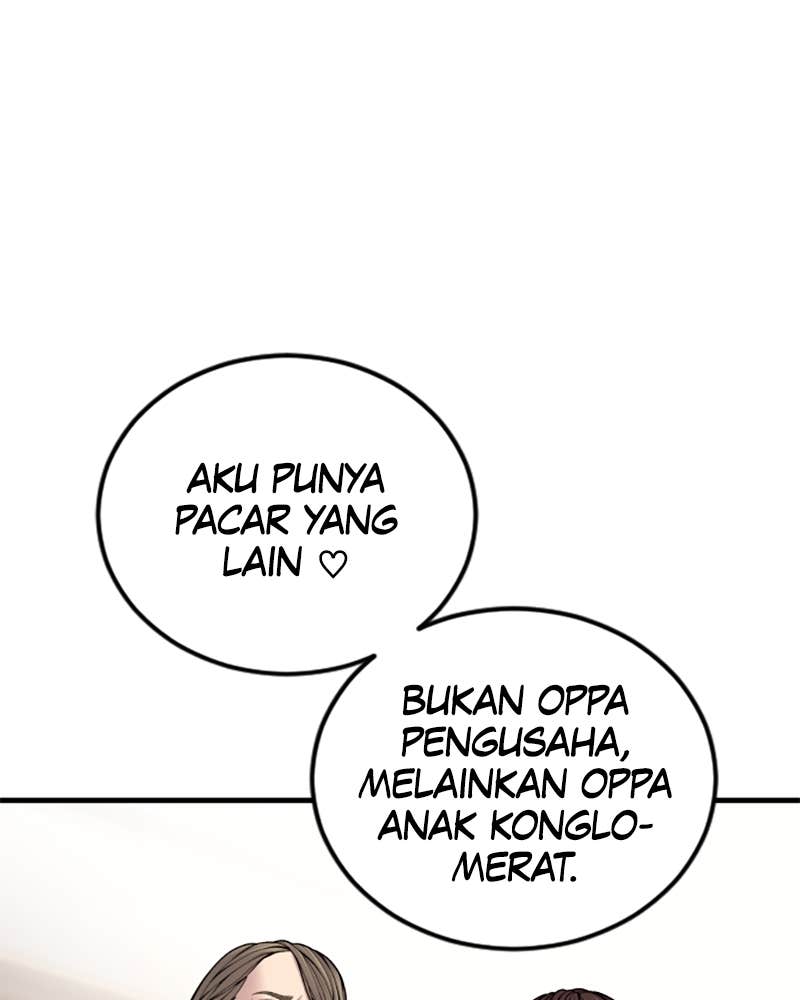 AKU PUNYA
PACAR YANG
LAIN ♡
BUKAN OPPA
PENGUSAHA,
MELAINKAN OPPA
ANAK KONGLO-
MERAT.